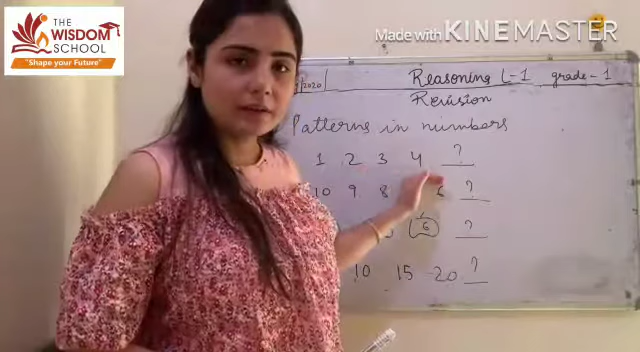 THE
WISDOM
SCHOOL
"Shape your Future"
Made with KINEMASTER
/2020 Reasoning L-1 grade-1
Revision
Patterns in numbers
1 2 3 4 ?
10 9 8 6 ?
6 ?
10 15 20 ?